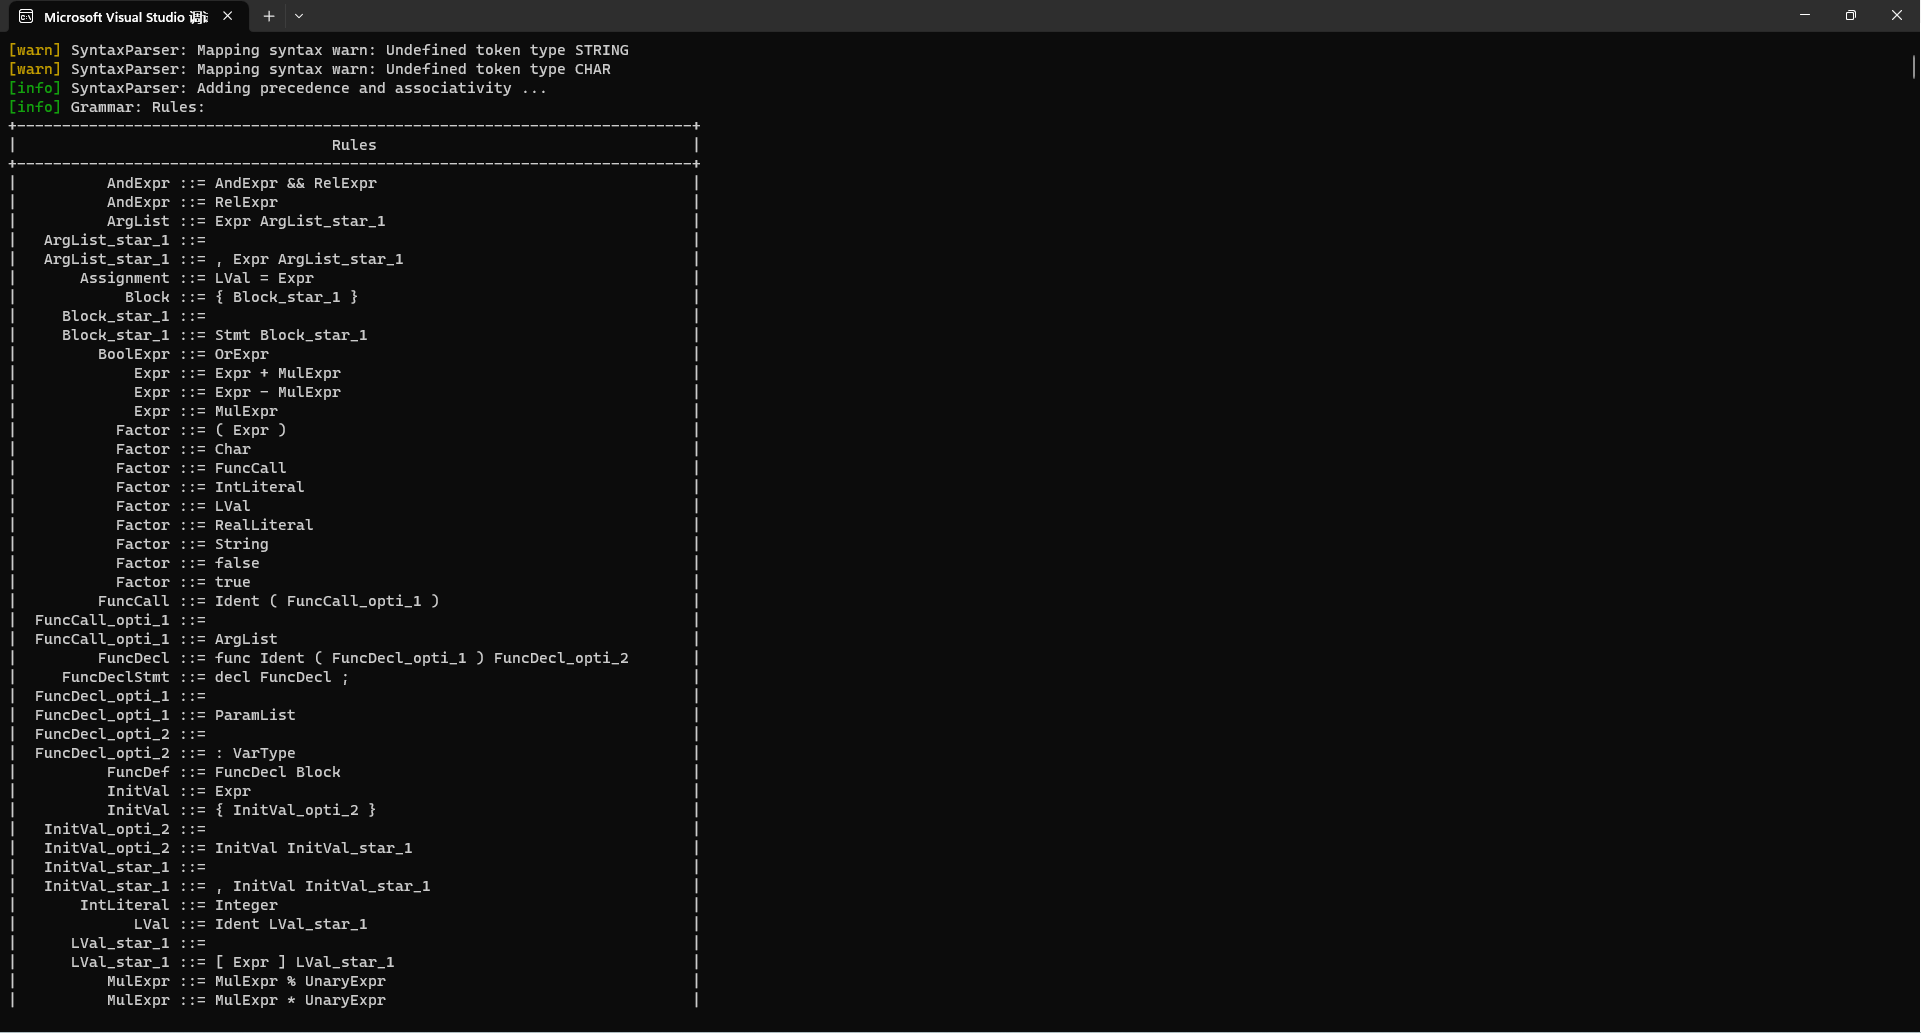 Microsoft Visual Studio 调试
[warn] SyntaxParser: Mapping syntax warn: Undefined token type STRING
[warn] SyntaxParser: Mapping syntax warn: Undefined token type CHAR
[info] SyntaxParser: Adding precedence and associativity ...
[info] Grammar: Rules:
+---------------------------------------------------------------------------+
|                                   Rules                                   |
+---------------------------------------------------------------------------+
|          AndExpr ::= AndExpr && RelExpr                                   |
|          AndExpr ::= RelExpr                                              |
|          ArgList ::= Expr ArgList_star_1                                  |
|   ArgList_star_1 ::=                                                      |
|   ArgList_star_1 ::= , Expr ArgList_star_1                                |
|       Assignment ::= LVal = Expr                                          |
|            Block ::= { Block_star_1 }                                     |
|     Block_star_1 ::=                                                      |
|     Block_star_1 ::= Stmt Block_star_1                                    |
|         BoolExpr ::= OrExpr                                               |
|             Expr ::= Expr + MulExpr                                       |
|             Expr ::= Expr - MulExpr                                       |
|             Expr ::= MulExpr                                              |
|           Factor ::= ( Expr )                                             |
|           Factor ::= Char                                                 |
|           Factor ::= FuncCall                                             |
|           Factor ::= IntLiteral                                           |
|           Factor ::= LVal                                                 |
|           Factor ::= RealLiteral                                          |
|           Factor ::= String                                               |
|           Factor ::= false                                                |
|           Factor ::= true                                                 |
|         FuncCall ::= Ident ( FuncCall_opti_1 )                            |
|  FuncCall_opti_1 ::=                                                      |
|  FuncCall_opti_1 ::= ArgList                                              |
|         FuncDecl ::= func Ident ( FuncDecl_opti_1 ) FuncDecl_opti_2       |
|     FuncDeclStmt ::= decl FuncDecl ;                                      |
|  FuncDecl_opti_1 ::=                                                      |
|  FuncDecl_opti_1 ::= ParamList                                            |
|  FuncDecl_opti_2 ::=                                                      |
|  FuncDecl_opti_2 ::= : VarType                                            |
|          FuncDef ::= FuncDecl Block                                       |
|          InitVal ::= Expr                                                 |
|          InitVal ::= { InitVal_opti_2 }                                   |
|   InitVal_opti_2 ::=                                                      |
|   InitVal_opti_2 ::= InitVal InitVal_star_1                               |
|   InitVal_star_1 ::=                                                      |
|   InitVal_star_1 ::= , InitVal InitVal_star_1                             |
|       IntLiteral ::= Integer                                              |
|             LVal ::= Ident LVal_star_1                                    |
|      LVal_star_1 ::=                                                      |
|      LVal_star_1 ::= [ Expr ] LVal_star_1                                 |
|          MulExpr ::= MulExpr % UnaryExpr                                  |
|          MulExpr ::= MulExpr * UnaryExpr                                  |